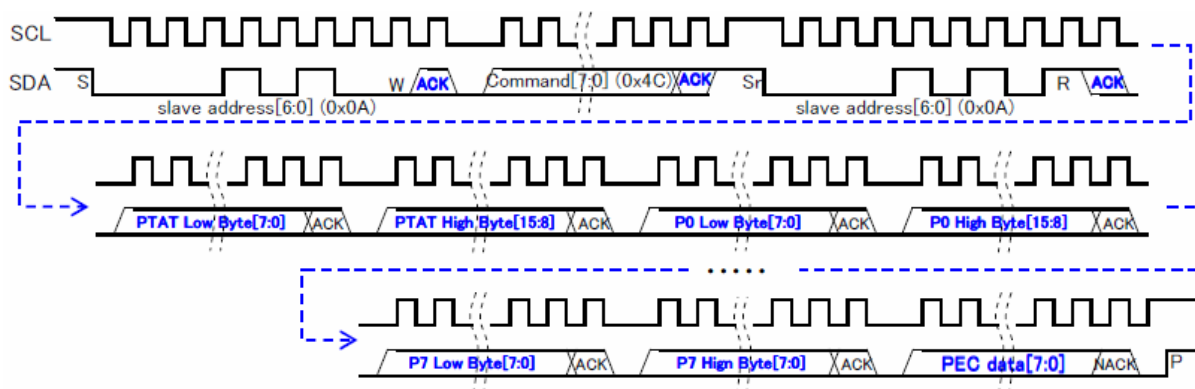 SCL
SDA S W ACK Command[7:0] (0x4C) ACK Sr R ACK
slave address[6:0] (0x0A) slave address[6:0] (0x0A)
PTAT Low Byte[7:0] ACK PTAT High Byte[15:8] ACK P0 Low Byte[7:0] ACK P0 High Byte[15:8] ACK
.....
P7 Low Byte[7:0] ACK P7 Hign Byte[7:0] ACK PEC data[7:0] NACK P